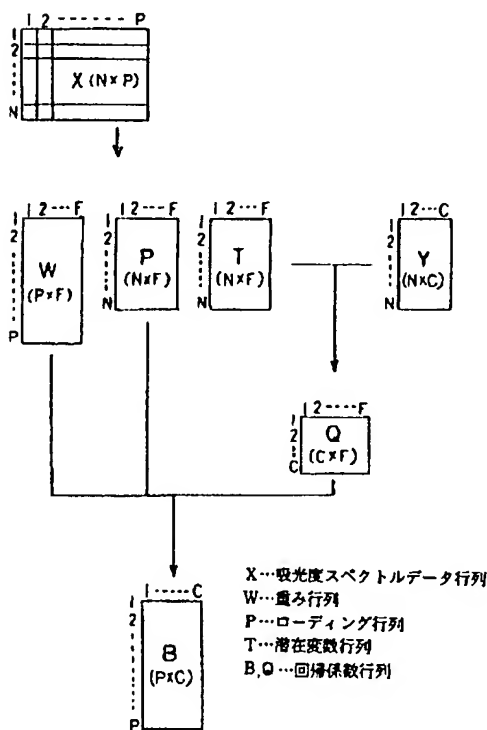 1 2 ------- P
1
2
N
X (N×P)
1 2 --- F
1
2
P
W
(P×F)
1 2 --- F
1
2
N
P
(N×F)
1 2 --- F
1
2
N
T
(N×F)
1 2 --- C
1
2
N
Y
(N×C)
1 2 ---- F
1
2
C
Q
(C×F)
1 ----- C
1
2
P
B
(P×C)
X…吸光度スペクトルデータ行列
W…重み行列
P…ローディング行列
T…潜在変数行列
B,Q…回帰係数行列